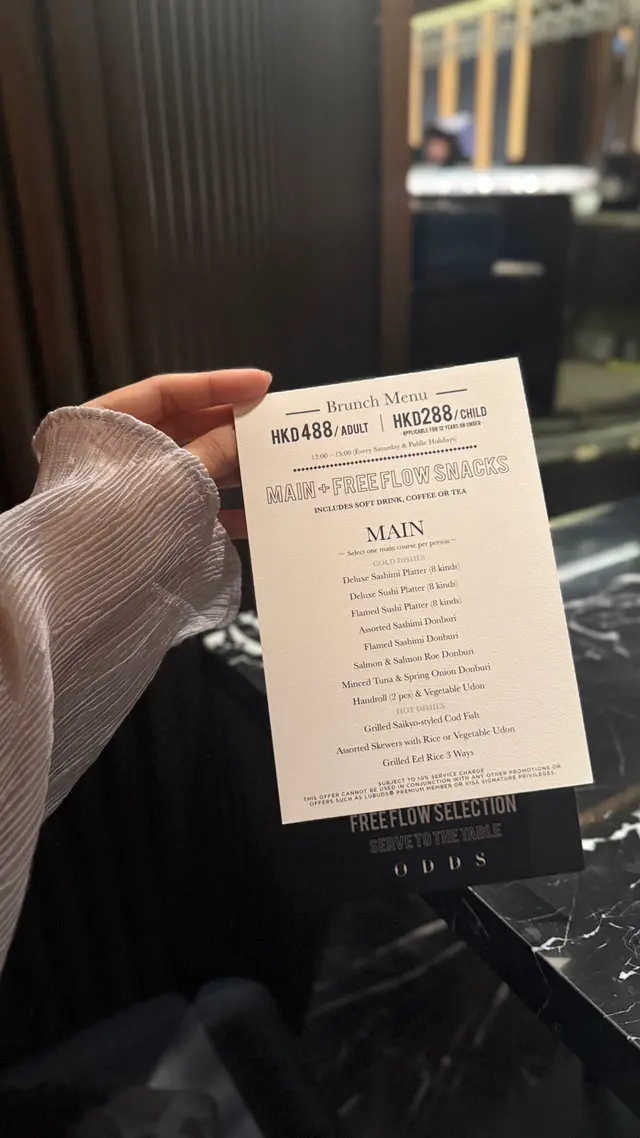 Brunch Menu
HKD 488 / ADULT | HKD288 / CHILD
APPLICABLE FOR 12 YEARS OR UNDER
12:00 - 15:00 (Every Saturday & Public Holidays)
MAIN + FREE FLOW SNACKS
INCLUDES SOFT DRINK, COFFEE OR TEA
MAIN
Select one main course per person
COLD DISHES
Deluxe Sashimi Platter (8 kinds)
Deluxe Sushi Platter (8 kinds)
Flamed Sushi Platter (8 kinds)
Assorted Sashimi Donburi
Flamed Sashimi Donburi
Salmon & Salmon Roe Donburi
Minced Tuna & Spring Onion Donburi
Handroll (2 pcs) & Vegetable Udon
HOT DISHES
Grilled Saikyo-styled Cod Fish
Assorted Skewers with Rice or Vegetable Udon
Grilled Eel Rice 3 Ways
SUBJECT TO 10% SERVICE CHARGE
THIS OFFER CANNOT BE USED IN CONJUNCTION WITH ANY OTHER PROMOTIONS OR
OFFERS SUCH AS LUBUDS® PREMIUM MEMBER OR VISA SIGNATURE PRIVILEGES.
FREE FLOW SELECTION
SERVE TO THE TABLE
ODDS